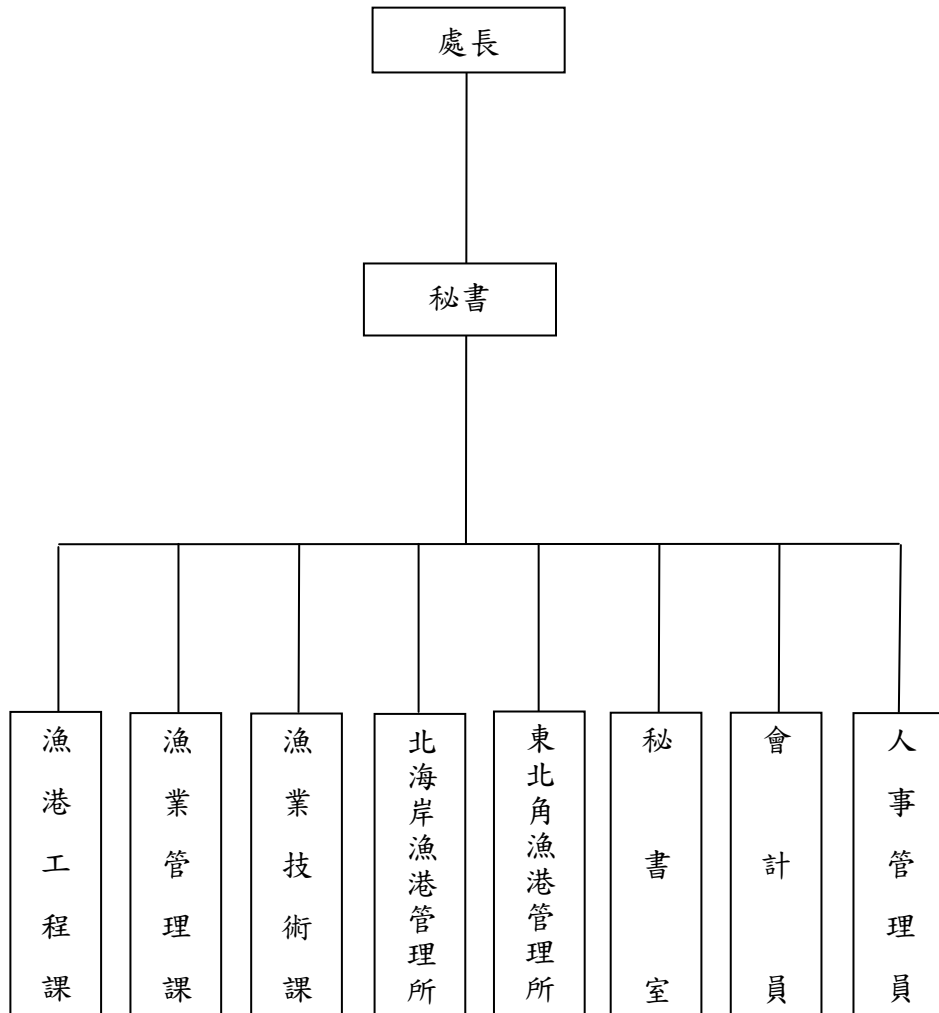 處長
秘書
漁港工程課
漁業管理課
漁業技術課
北海岸漁港管理所
東北角漁港管理所
秘書室
會計員
人事管理員